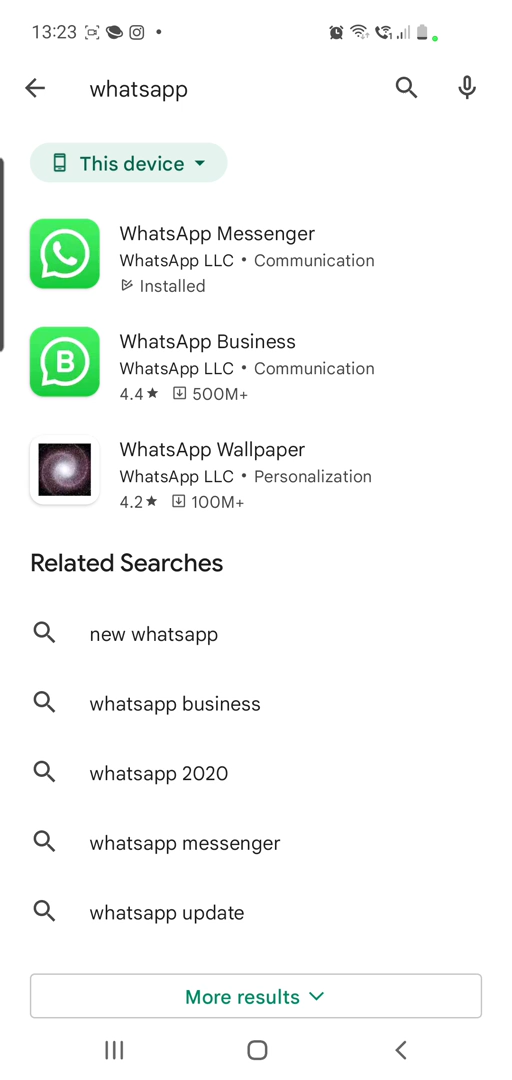 13:23
whatsapp
This device
WhatsApp Messenger
WhatsApp LLC • Communication
Installed
B
WhatsApp Business
WhatsApp LLC • Communication
4.4★ 500M+
WhatsApp Wallpaper
WhatsApp LLC • Personalization
4.2★ 100M+
Related Searches
new whatsapp
whatsapp business
whatsapp 2020
whatsapp messenger
whatsapp update
More results